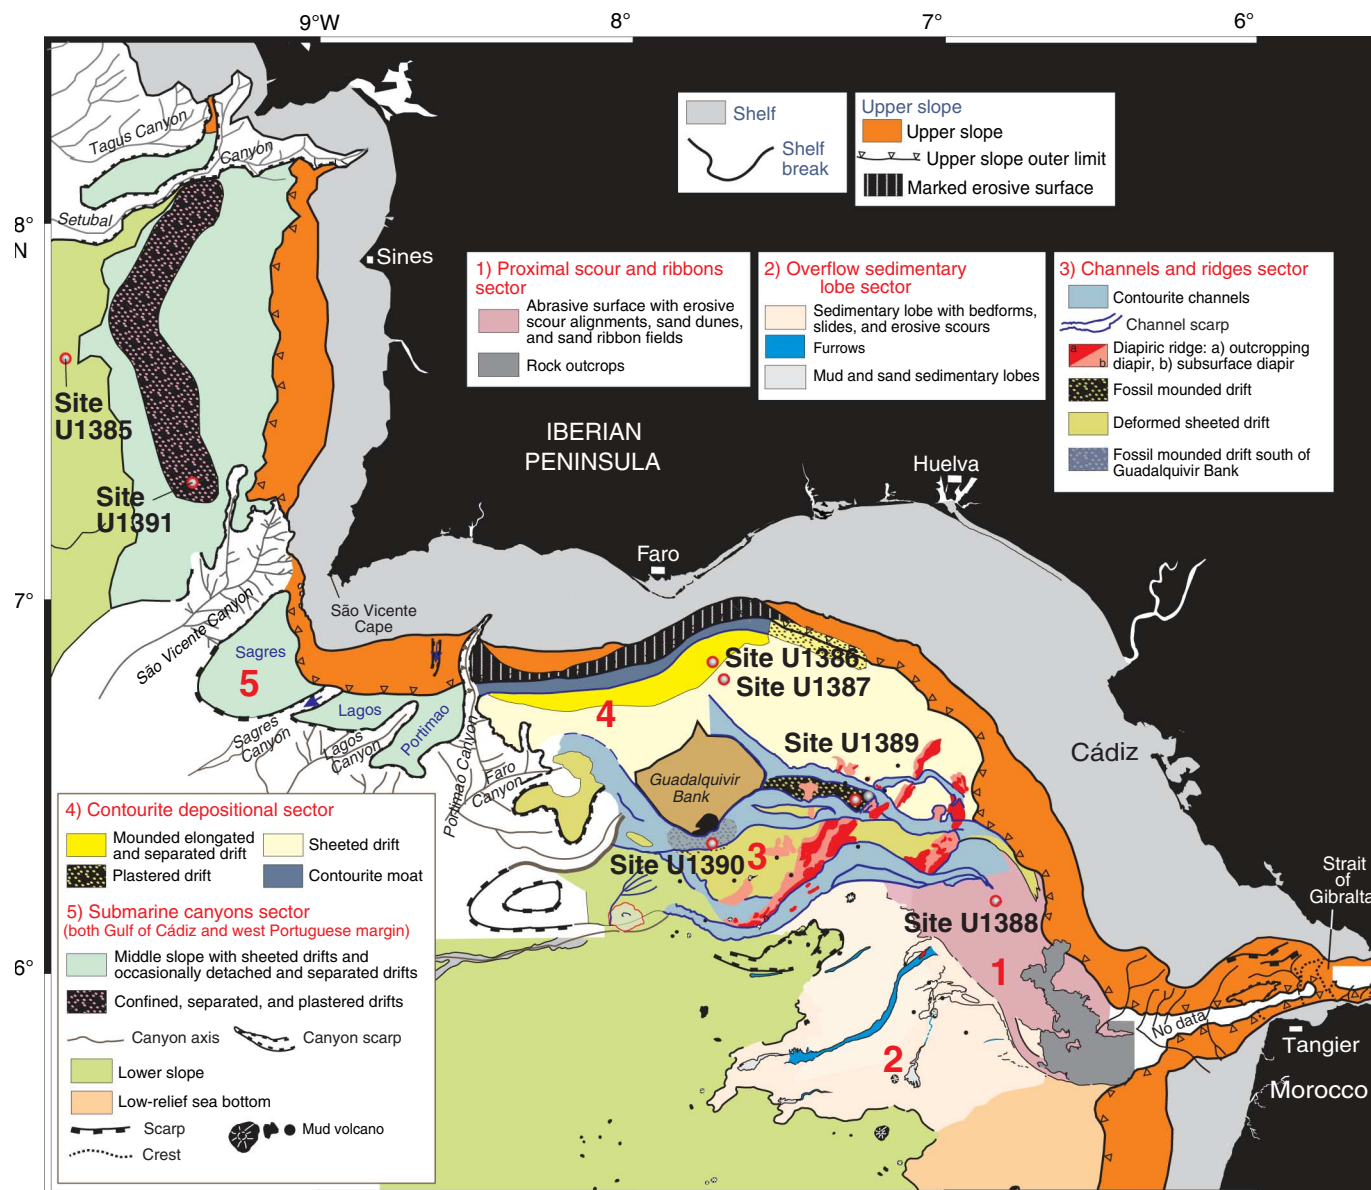 9°W
8°
7°
6°
Tagus Canyon
Canyon
Setubal
8°
N
Sines
Shelf
Shelf
break
Upper slope
Upper slope
Upper slope outer limit
Marked erosive surface
1) Proximal scour and ribbons
sector
Abrasive surface with erosive
scour alignments, sand dunes,
and sand ribbon fields
Rock outcrops
2) Overflow sedimentary
lobe sector
Sedimentary lobe with bedforms,
slides, and erosive scours
Furrows
Mud and sand sedimentary lobes
3) Channels and ridges sector
Contourite channels
Channel scarp
a
b
Diapiric ridge: a) outcropping
diapir, b) subsurface diapir
Fossil mounded drift
Deformed sheeted drift
Fossil mounded drift south of
Guadalquivir Bank
Site
U1385
Site
U1391
IBERIAN
PENINSULA
Huelva
Faro
7°
São Vicente
Cape
São Vicente Canyon
Sagres
5
Lagos
Portimao
Sagres
Canyon
Lagos
Canyon
Portimao Canyon
Faro
Canyon
Site U1386
Site U1387
4
Site U1389
Guadalquivir
Bank
Cádiz
Site U1390
3
Site U1388
Strait
of
Gibralta
1
2
No data
Tangier
Morocco
6°
4) Contourite depositional sector
Mounded elongated
and separated drift
Sheeted drift
Plastered drift
Contourite moat
5) Submarine canyons sector
(both Gulf of Cádiz and west Portuguese margin)
Middle slope with sheeted drifts and
occasionally detached and separated drifts
Confined, separated, and plastered drifts
Canyon axis
Canyon scarp
Lower slope
Low-relief sea bottom
Scarp
Mud volcano
Crest